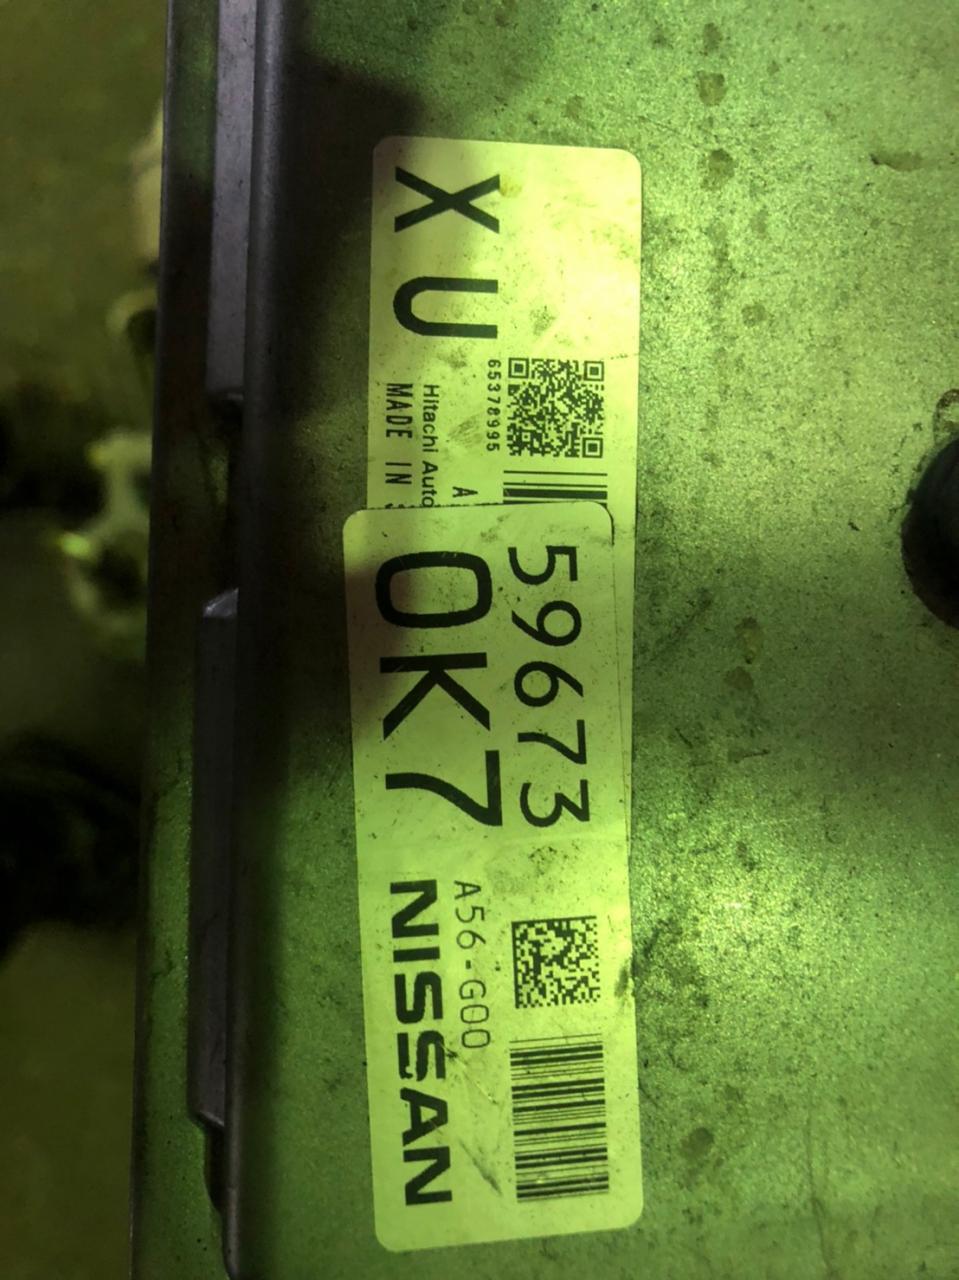 65378995
A
X U
Hitachi Auto
MADE IN
59673
0K7
A56-G00
NISSAN